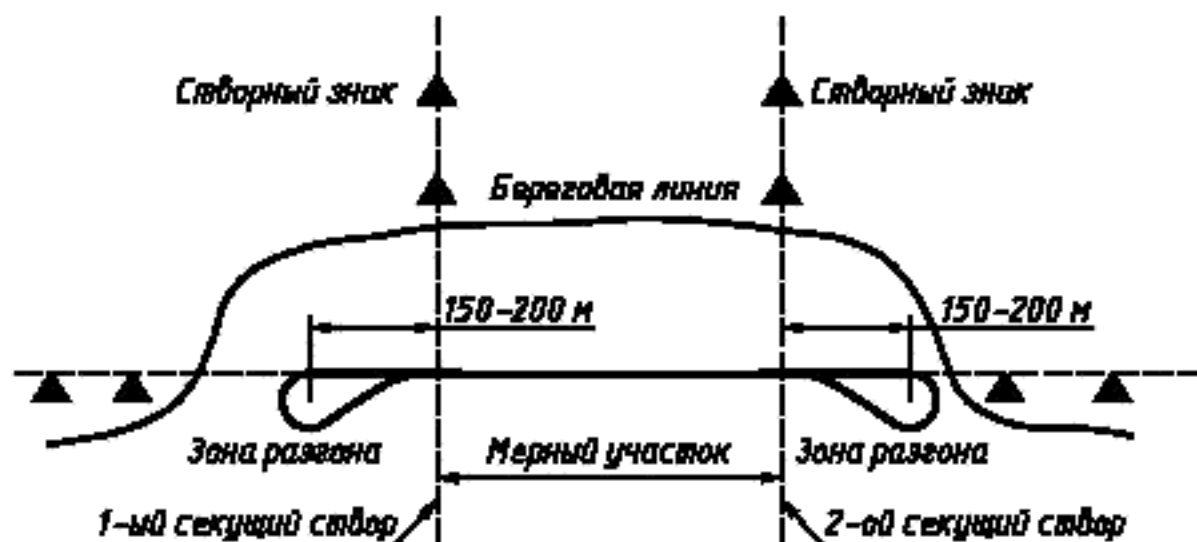 Створный знак
Створный знак
Береговая линия
150-200 м
150-200 м
Зона разгона
Мерный участок
Зона разгона
1-ый секущий створ
2-ой секущий створ